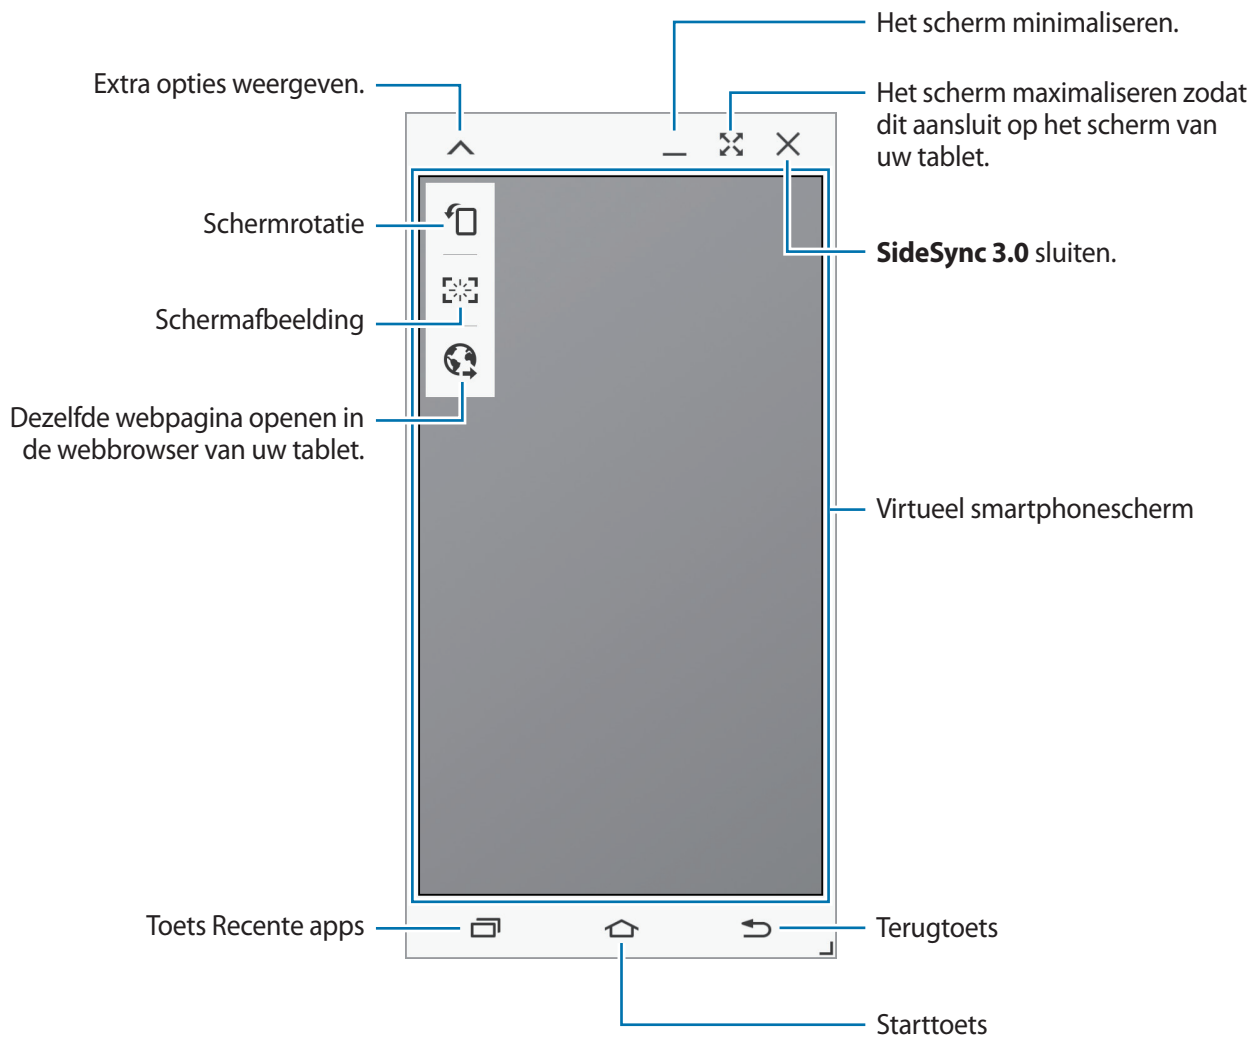 Het scherm minimaliseren.
Extra opties weergeven.
Het scherm maximaliseren zodat
dit aansluit op het scherm van
uw tablet.
Schermrotatie
SideSync 3.0 sluiten.
Schermafbeelding
Dezelfde webpagina openen in
de webbrowser van uw tablet.
Virtueel smartphonescherm
Toets Recente apps
Terugtoets
Starttoets